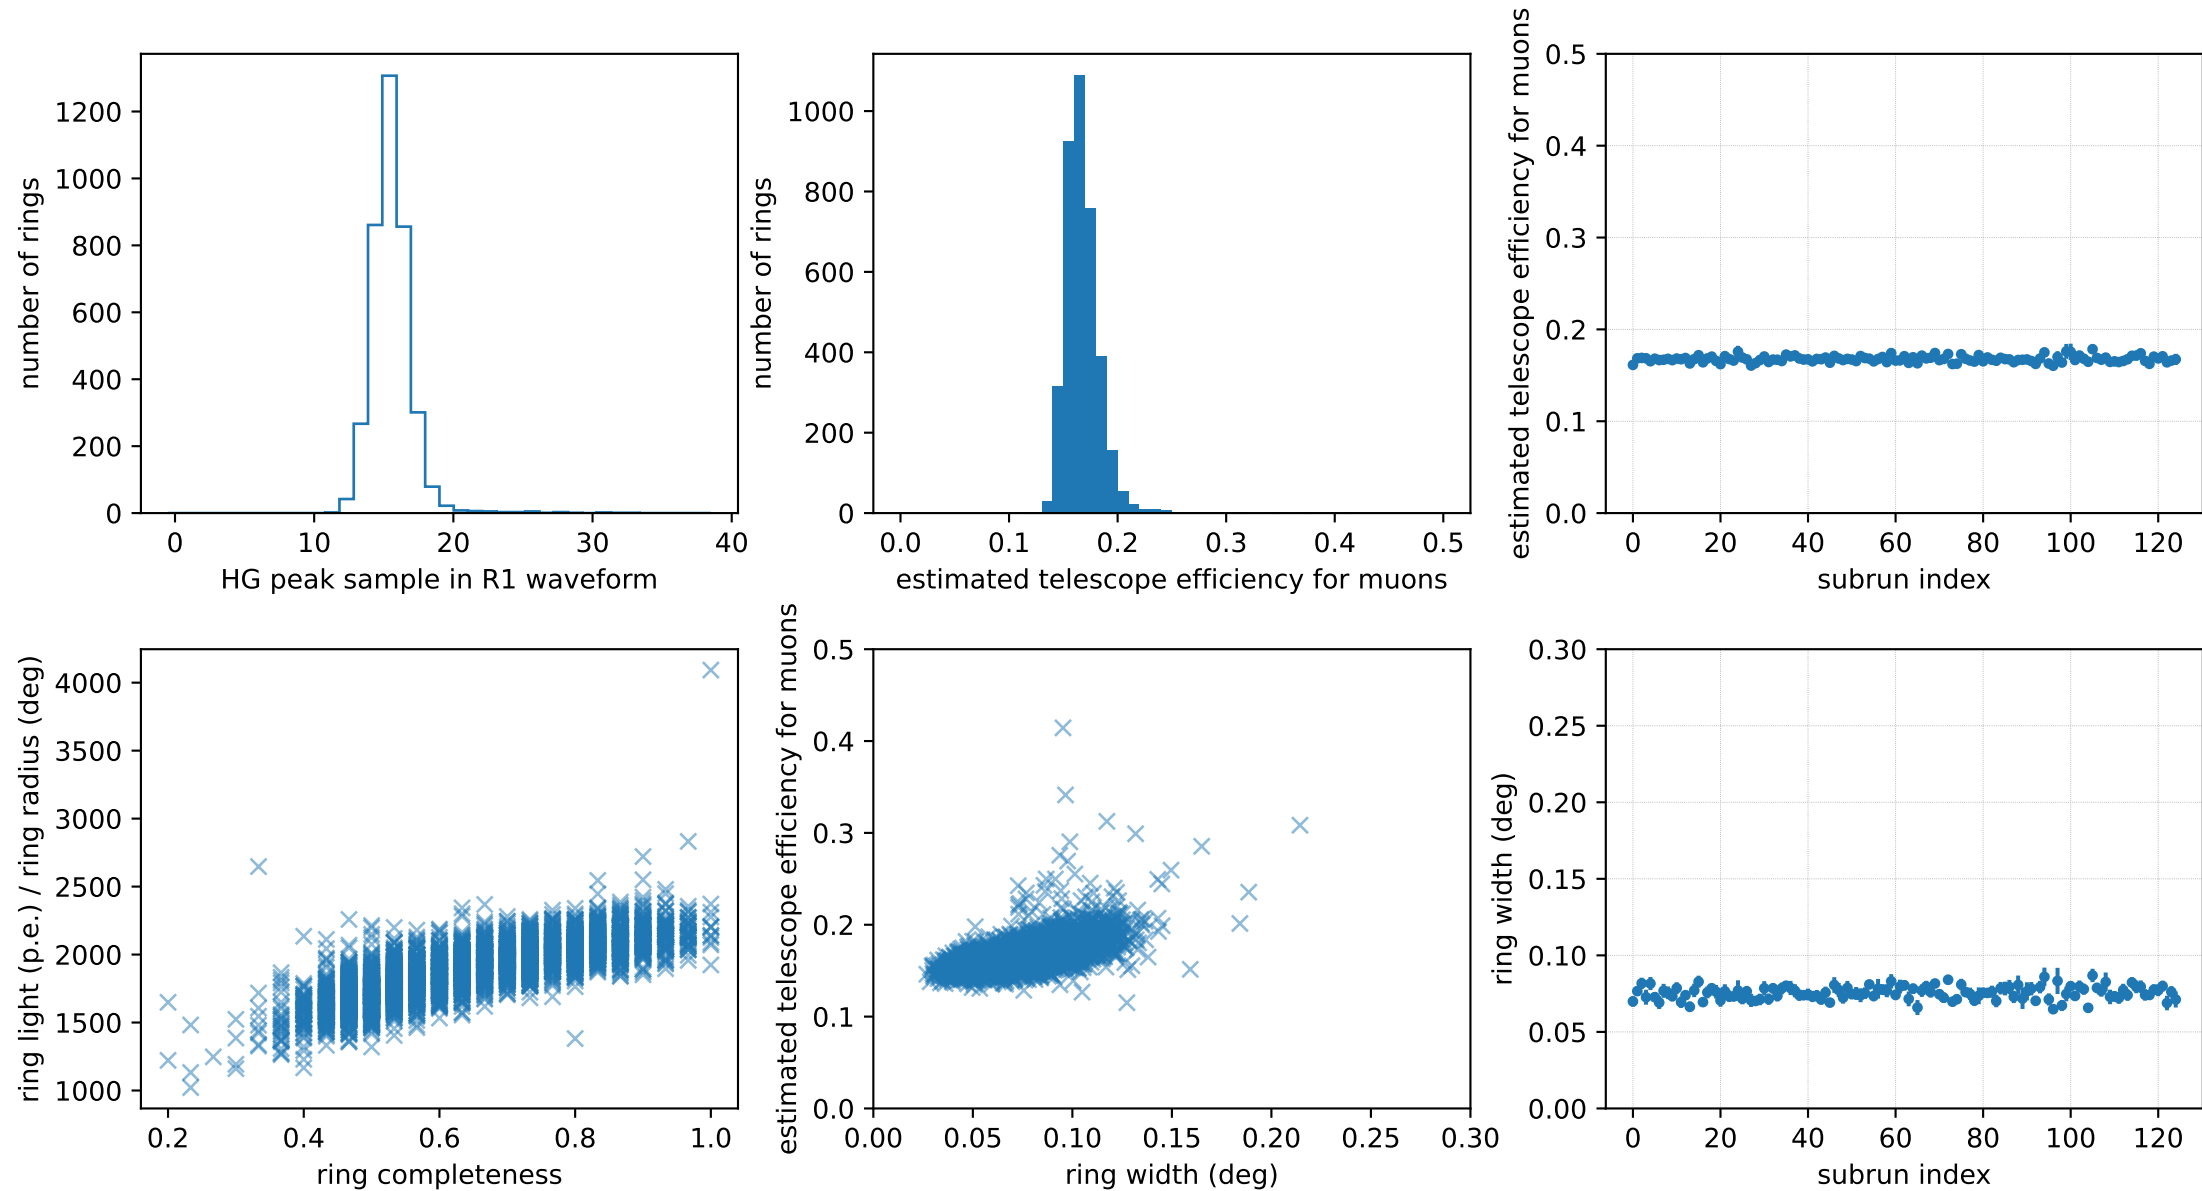 number of rings
1200
1000
800
600
400
200
0
0 10 20 30 40
HG peak sample in R1 waveform
number of rings
1000
800
600
400
200
0
0.0 0.1 0.2 0.3 0.4 0.5
estimated telescope efficiency for muons
estimated telescope efficiency for muons
0.5
0.4
0.3
0.2
0.1
0.0
0 20 40 60 80 100 120
subrun index
ring light (p.e.) / ring radius (deg)
4000
3500
3000
2500
2000
1500
1000
0.2 0.4 0.6 0.8 1.0
ring completeness
estimated telescope efficiency for muons
0.5
0.4
0.3
0.2
0.1
0.0
0.00 0.05 0.10 0.15 0.20 0.25 0.30
ring width (deg)
ring width (deg)
0.30
0.25
0.20
0.15
0.10
0.05
0.00
0 20 40 60 80 100 120
subrun index